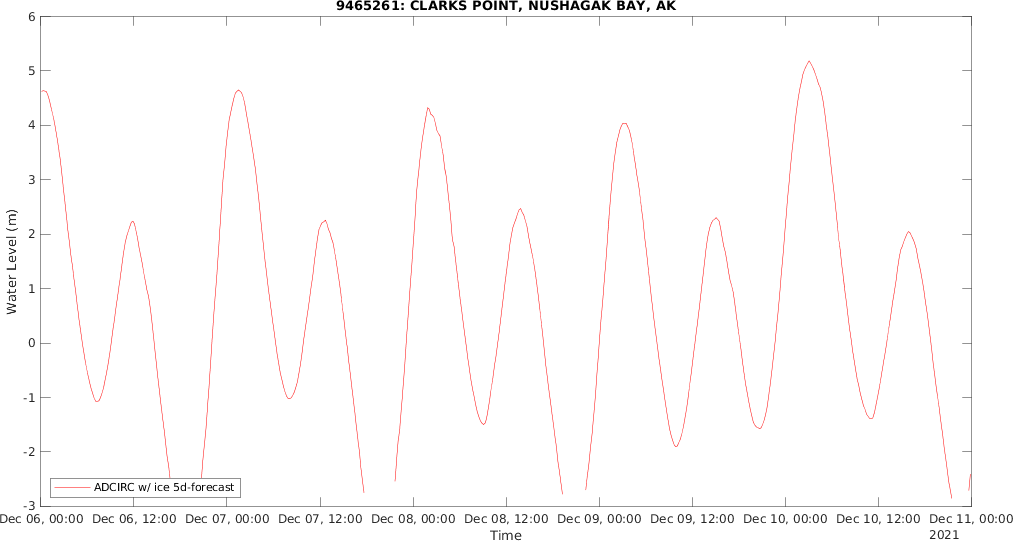 9465261: CLARKS POINT, NUSHAGAK BAY, AK
6
5
4
3
2
1
0
-1
-2
-3
Water Level (m)
ADCIRC w/ ice 5d-forecast
Dec 06, 00:00 Dec 06, 12:00 Dec 07, 00:00 Dec 07, 12:00 Dec 08, 00:00 Dec 08, 12:00 Dec 09, 00:00 Dec 09, 12:00 Dec 10, 00:00 Dec 10, 12:00 Dec 11, 00:00
Time
2021